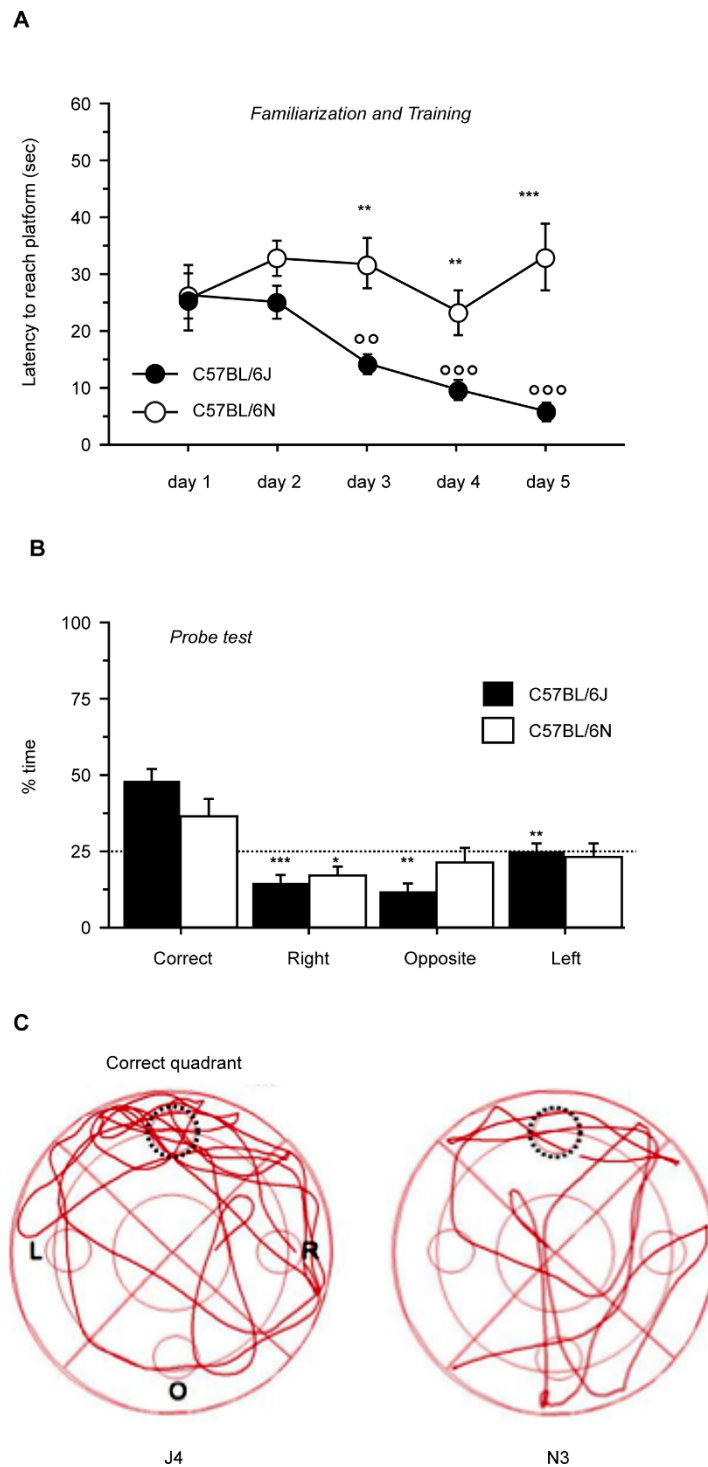 A
Familiarization and Training
Latency to reach platform (sec)
60
50
40
30
20
10
0
**
**
***
°°
°°°
°°°
C57BL/6J
C57BL/6N
day 1 day 2 day 3 day 4 day 5
B
Probe test
% time
100
75
50
25
0
C57BL/6J
C57BL/6N
*** * ** **
Correct Right Opposite Left
C
Correct quadrant
L R
O
J4 N3